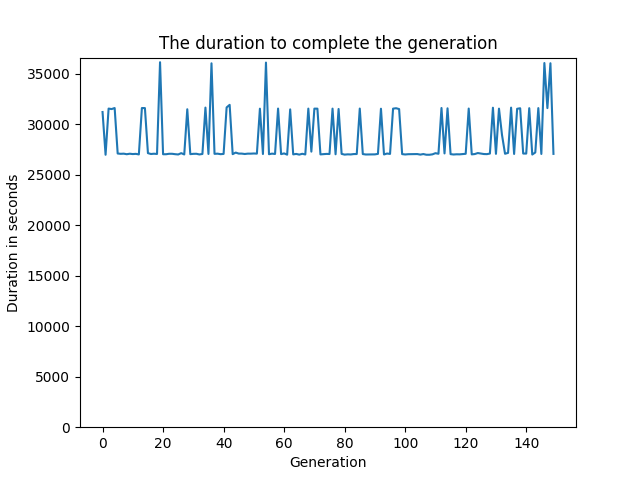 The duration to complete the generation
35000
30000
25000
20000
15000
10000
5000
0
Duration in seconds
0 20 40 60 80 100 120 140
Generation